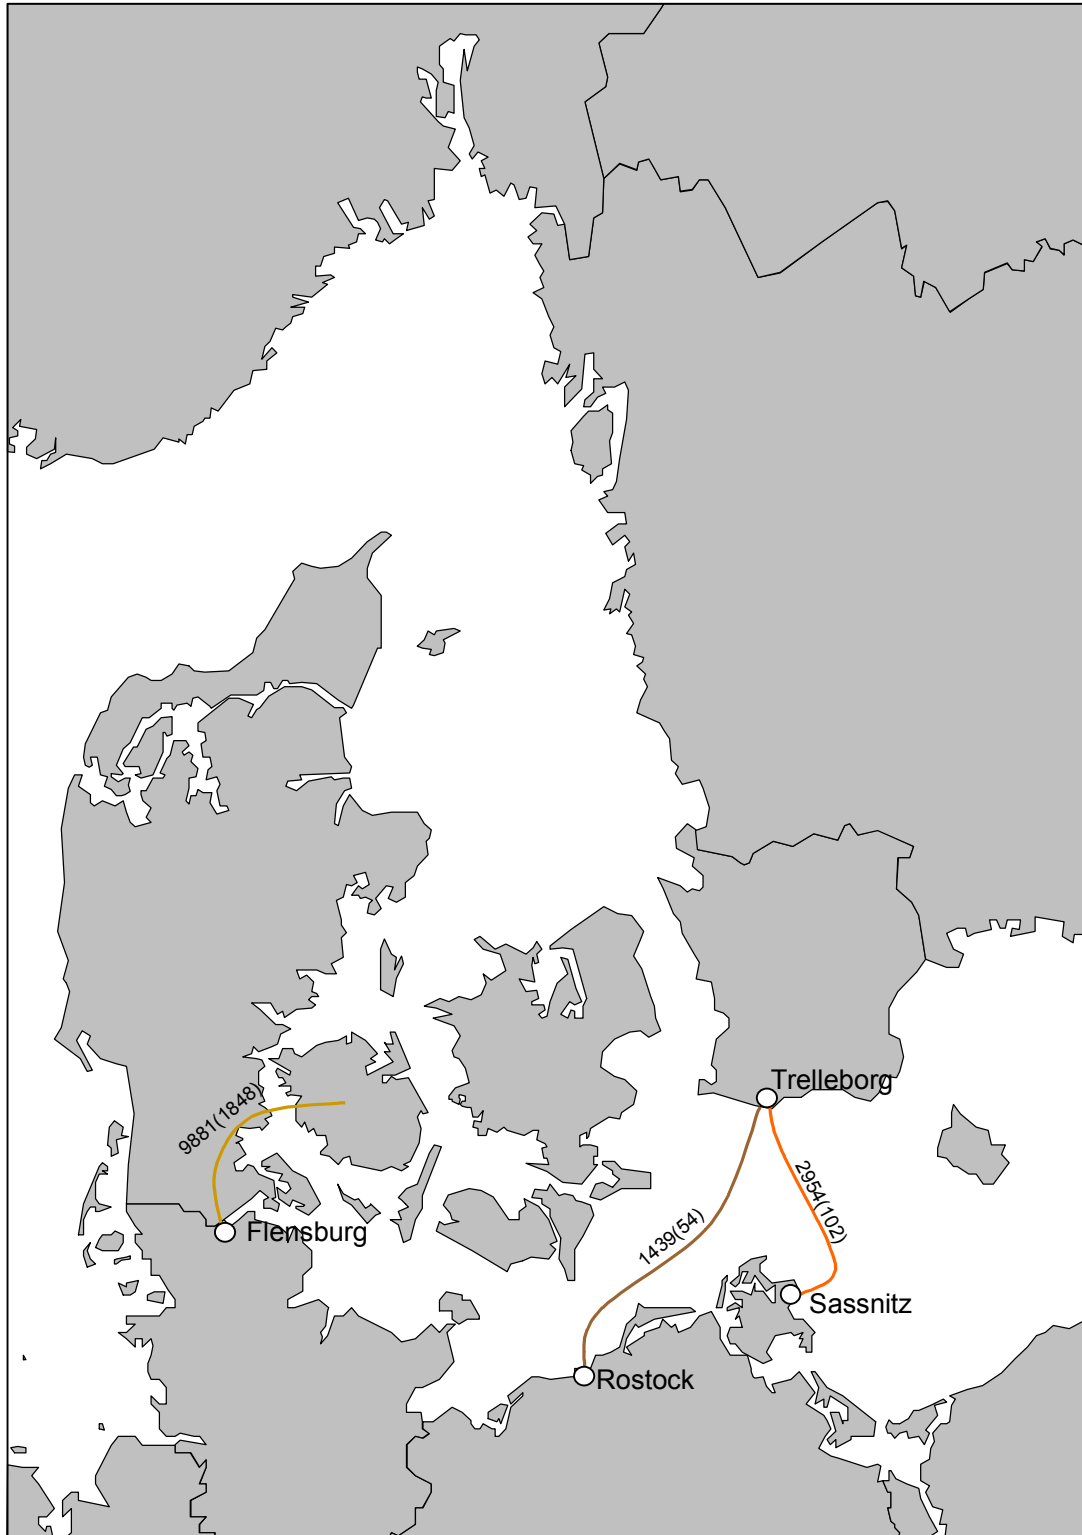 Trelleborg
9881(1848)
2954(102)
Flensburg
1439(54)
Sassnitz
Rostock